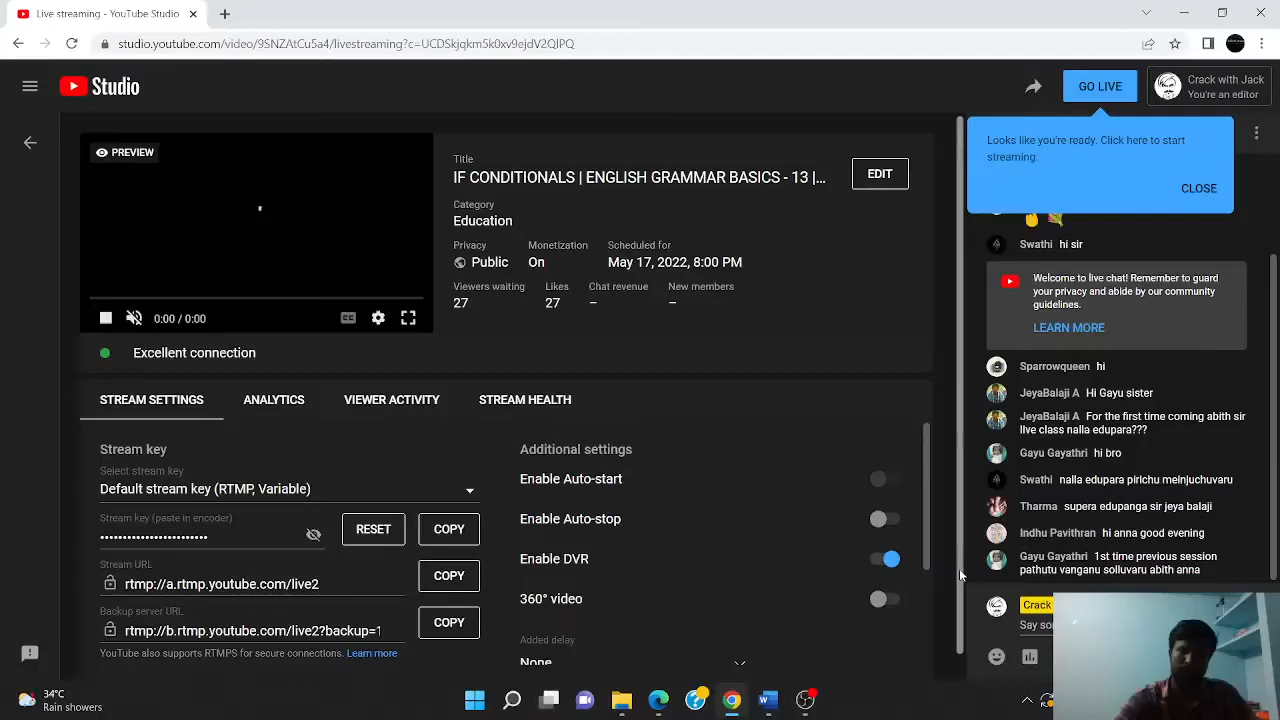 Live streaming - YouTube Studio
studio.youtube.com/video/9SNZAtCu5a4/livestreaming?c=UCDSkjqkm5k0xv9ejdV2QlPQ
Studio
GO LIVE
Crack with Jack
You're an editor
Looks like you're ready. Click here to start
streaming.
CLOSE
PREVIEW
0:00 / 0:00
Title
IF CONDITIONALS | ENGLISH GRAMMAR BASICS - 13 |...
EDIT
Category
Education
Privacy
Public
Monetization
On
Scheduled for
May 17, 2022, 8:00 PM
Viewers waiting
27
Likes
27
Chat revenue
–
New members
–
Excellent connection
STREAM SETTINGS
ANALYTICS
VIEWER ACTIVITY
STREAM HEALTH
Stream key
Select stream key
Default stream key (RTMP, Variable)
Stream key (paste in encoder)
RESET
COPY
Stream URL
rtmp://a.rtmp.youtube.com/live2
COPY
Backup server URL
rtmp://b.rtmp.youtube.com/live2?backup=1
COPY
YouTube also supports RTMPS for secure connections. Learn more
Additional settings
Enable Auto-start
Enable Auto-stop
Enable DVR
360° video
Added delay
None
Swathi hi sir
Welcome to live chat! Remember to guard
your privacy and abide by our community
guidelines.
LEARN MORE
Sparrowqueen hi
JeyaBalaji A Hi Gayu sister
JeyaBalaji A For the first time coming abith sir
live class nalla edupara???
Gayu Gayathri hi bro
Swathi nalla edupara pirichu meinjuchuvaru
Tharma supera edupanga sir jeya balaji
Indhu Pavithran hi anna good evening
Gayu Gayathri 1st time previous session
pathutu vanganu solluvaru abith anna
Crack
34°C
Rain showers